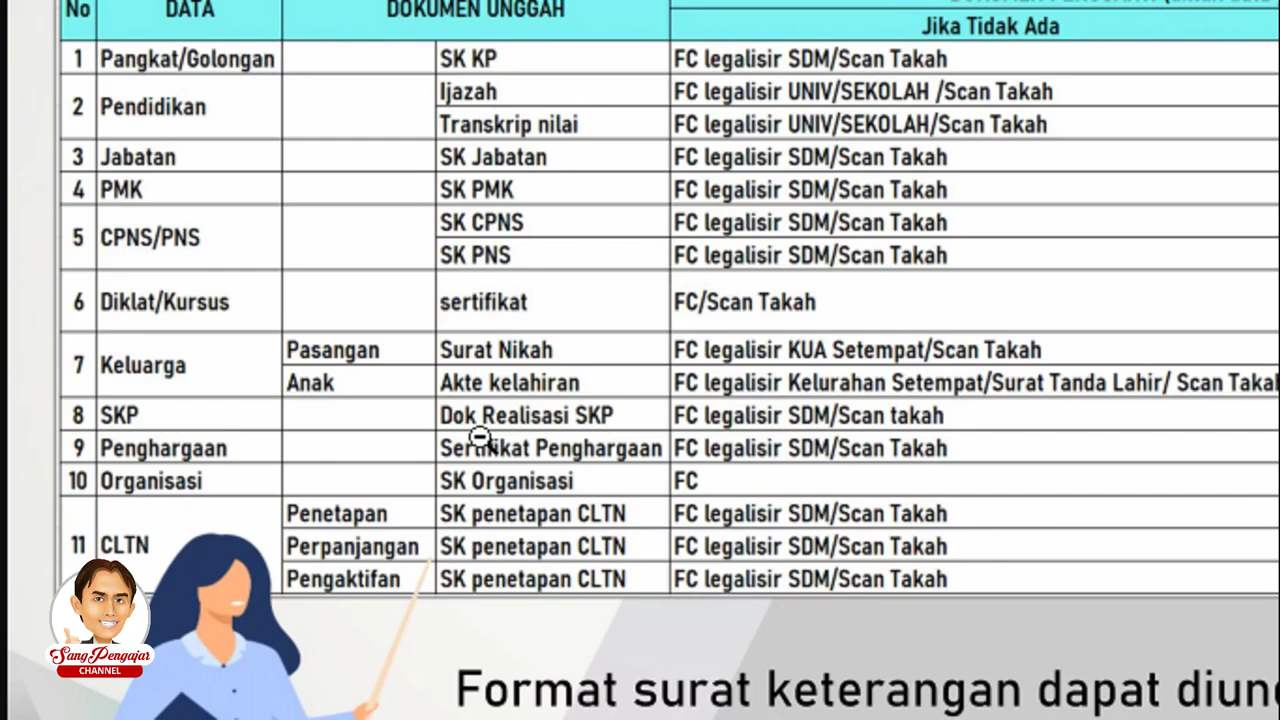 No DATA DOKUMEN UNGGAH
Jika Tidak Ada
1 Pangkat/Golongan SK KP FC legalisir SDM/Scan Takah
2 Pendidikan Ijazah FC legalisir UNIV/SEKOLAH /Scan Takah
Transkrip nilai FC legalisir UNIV/SEKOLAH/Scan Takah
3 Jabatan SK Jabatan FC legalisir SDM/Scan Takah
4 PMK SK PMK FC legalisir SDM/Scan Takah
5 CPNS/PNS SK CPNS FC legalisir SDM/Scan Takah
SK PNS FC legalisir SDM/Scan Takah
6 Diklat/Kursus sertifikat FC/Scan Takah
7 Keluarga Pasangan Surat Nikah FC legalisir KUA Setempat/Scan Takah
Anak Akte kelahiran FC legalisir Kelurahan Setempat/Surat Tanda Lahir/ Scan Takah
8 SKP Dok Realisasi SKP FC legalisir SDM/Scan takah
9 Penghargaan Sertifikat Penghargaan FC legalisir SDM/Scan Takah
10 Organisasi SK Organisasi FC
11 CLTN Penetapan SK penetapan CLTN FC legalisir SDM/Scan Takah
Perpanjangan SK penetapan CLTN FC legalisir SDM/Scan Takah
Pengaktifan SK penetapan CLTN FC legalisir SDM/Scan Takah
Sang Pengajar
CHANNEL
Format surat keterangan dapat